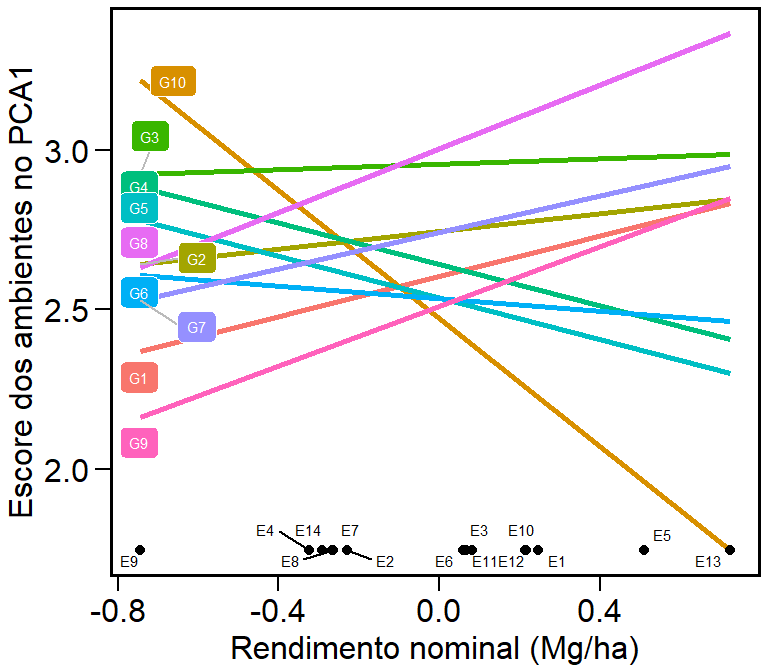 Escore dos ambientes no PCA1
3.0
2.5
2.0
G10
G3
G4
G5
G8
G2
G6
G7
G1
G9
E4 E14 E7 E3 E10 E5
E9 E8 E2 E6 E11 E12 E1 E13
-0.8 -0.4 0.0 0.4
Rendimento nominal (Mg/ha)